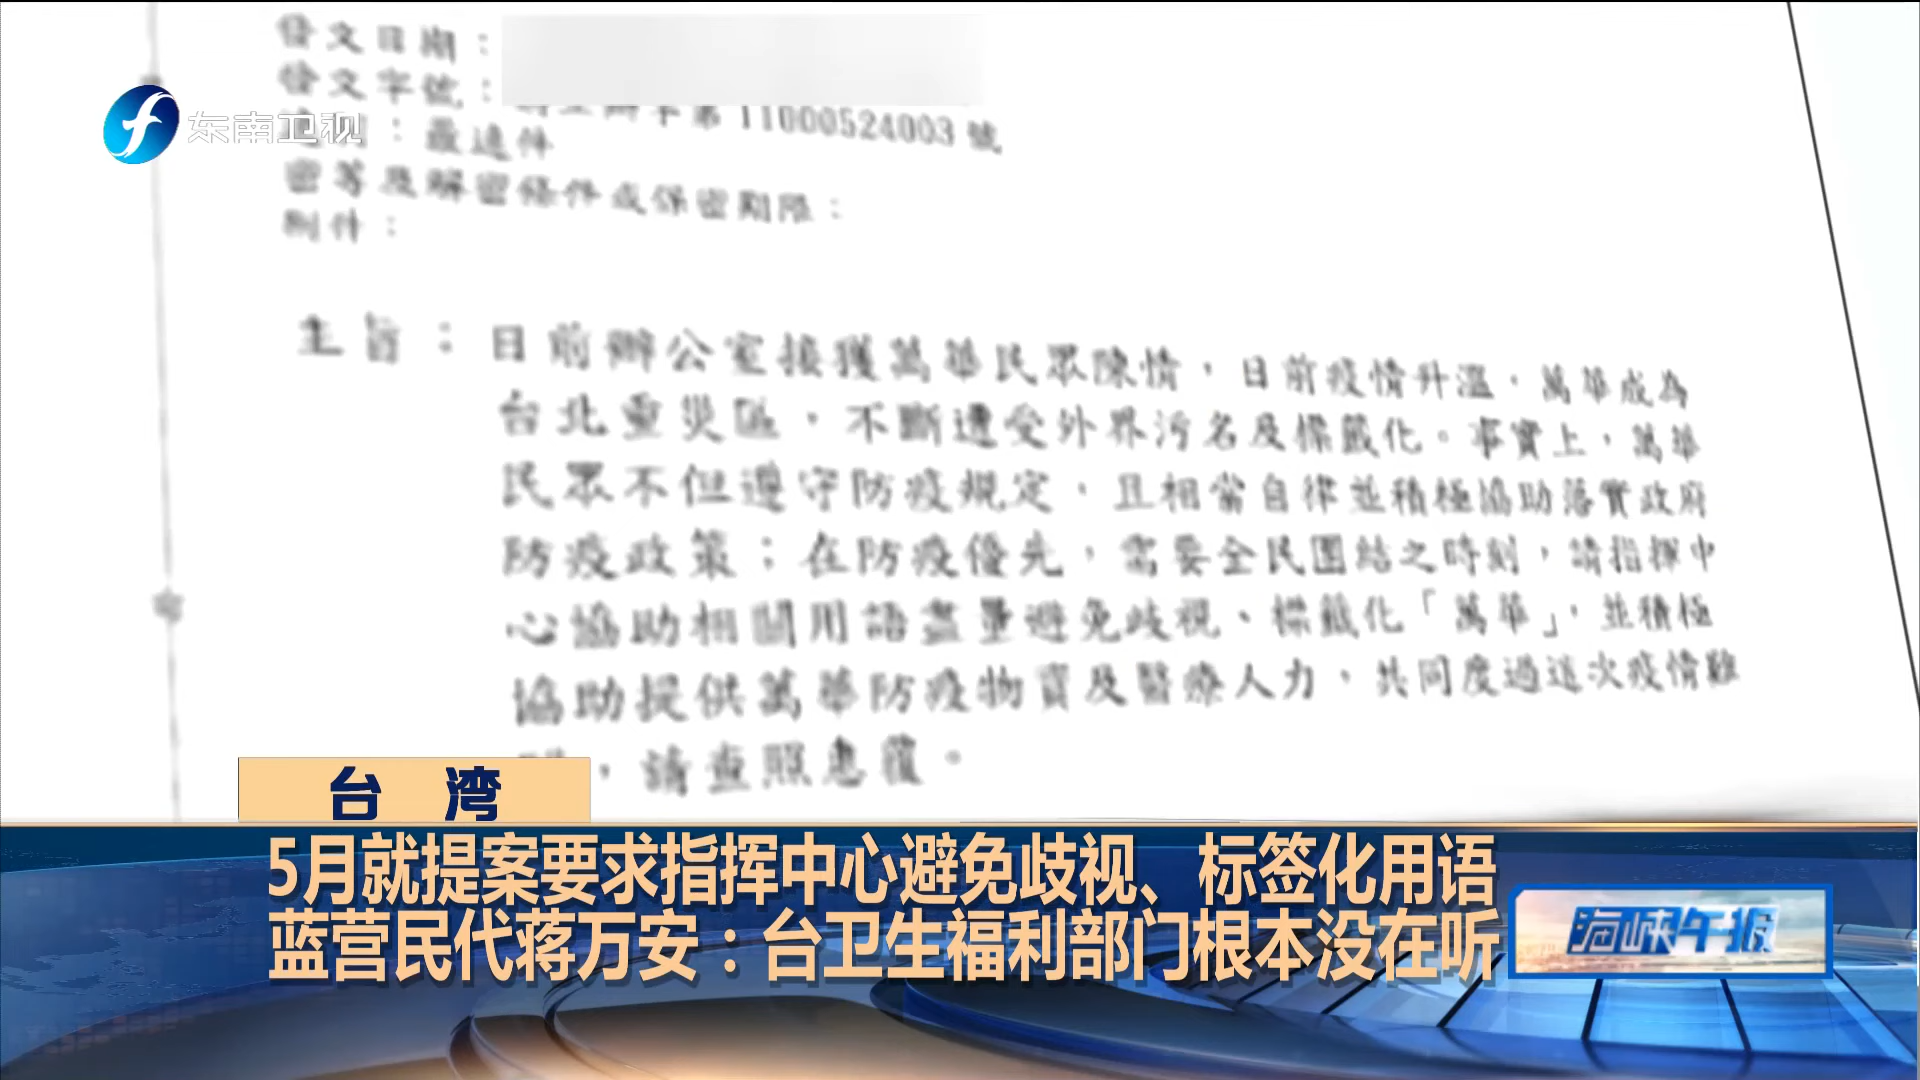 發文日期：
發文字號：
第11000524003號
東南卫视
：最速件
密等及解密條件或保密期限：
附件：
主旨：日前辦公室接獲萬華民眾陳情，日前疫情升溫，萬華成為
台北重災區，不斷遭受外界污名及標籤化。事實上，萬華
民眾不但遵守防疫規定，且相當自律並積極協助落實政府
防疫政策；在防疫優先，需要全民團結之時刻，請指揮中
心協助相關用語盡量避免歧視、標籤化「萬華」，並積極
協助提供萬華防疫物資及醫療人力，共同度過這次疫情難
，請查照惠復。
台 湾
5月就提案要求指挥中心避免歧视、标签化用语
蓝营民代蒋万安：台卫生福利部门根本没在听
海峡午报